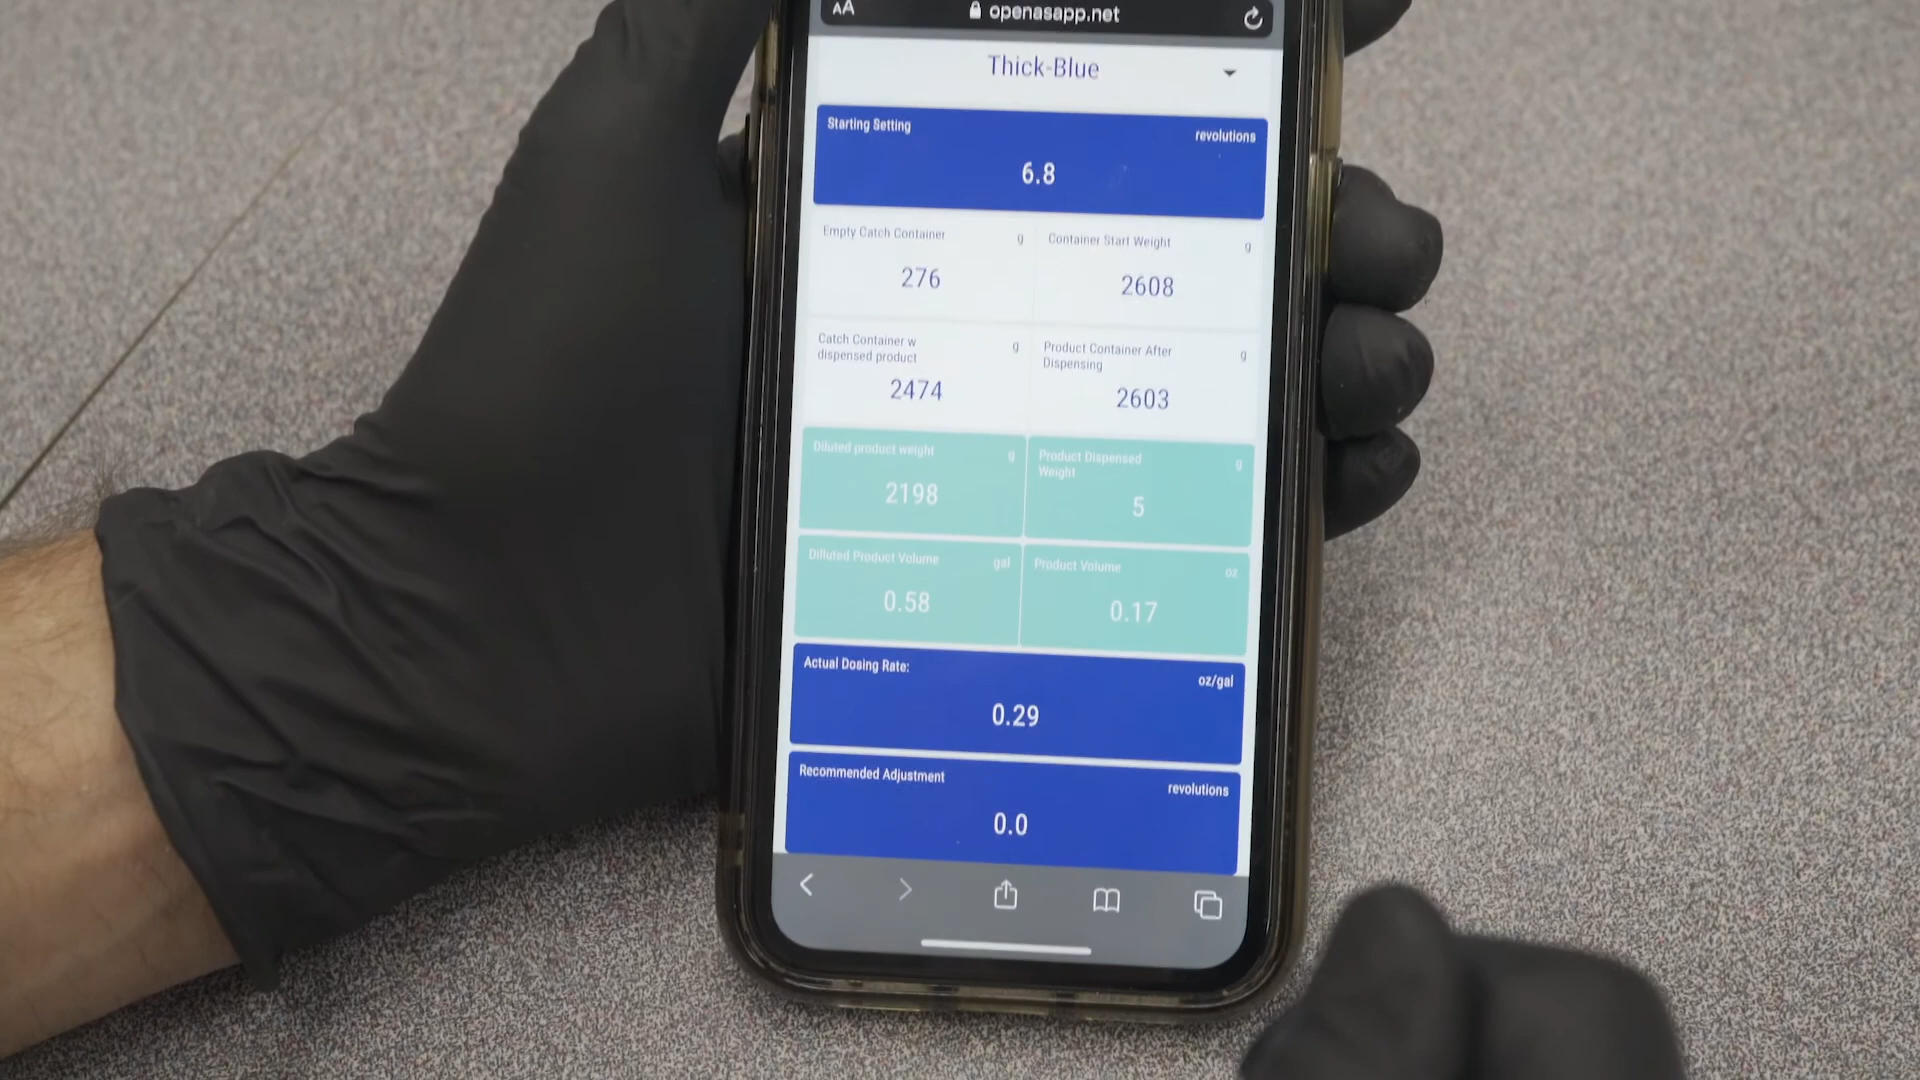 AA openasapp.net
Thick-Blue
Starting Setting revolutions
6.8
Empty Catch Container g Container Start Weight g
276 2608
Catch Container w g Product Container After g
dispensed product Dispensing
2474 2603
Diluted product weight g Product Dispensed g
Weight
2198 5
Dilluted Product Volume gal Product Volume oz
0.58 0.17
Actual Dosing Rate: oz/gal
0.29
Recommended Adjustment revolutions
0.0